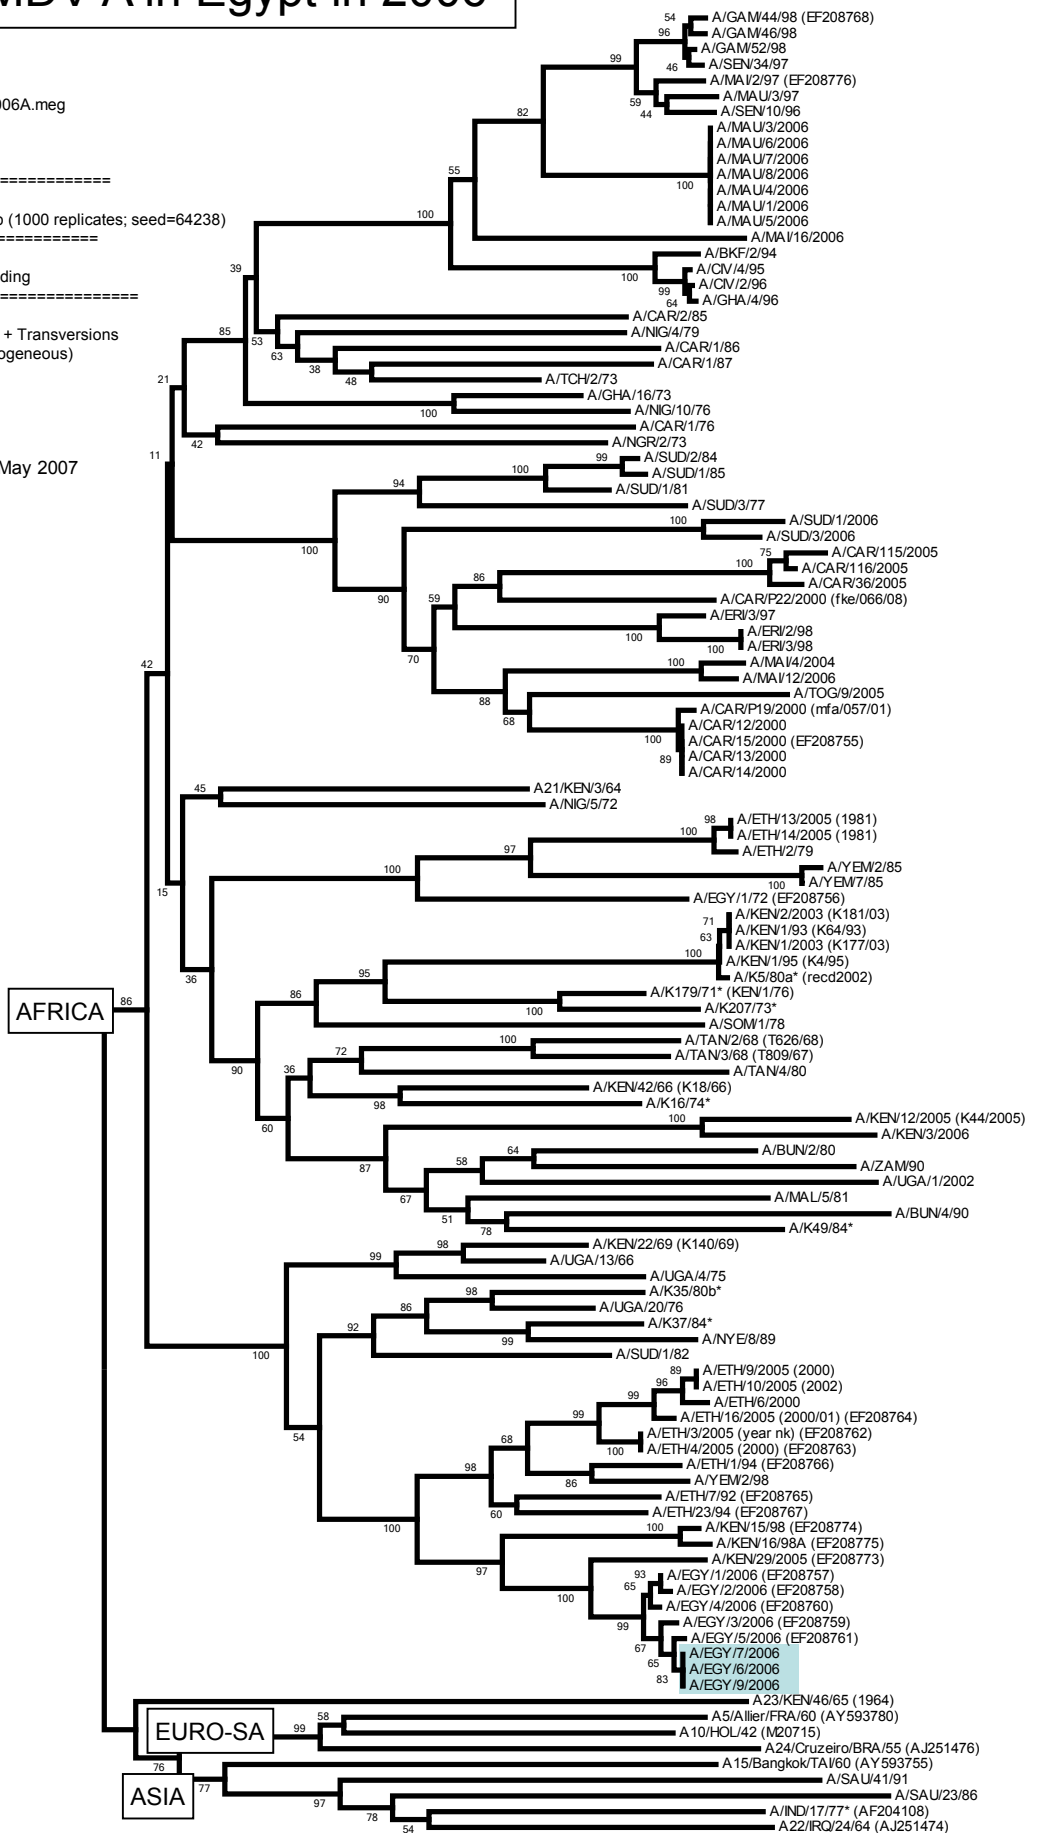 MDV A in Egypt in 2006
006A.meg
============
(1000 replicates; seed=64238)
===========
ding
================
+ Transversions
ogeneous)
May 2007
A/GAM/44/98 (EF208768)
A/GAM/46/98
A/GAM/52/98
A/SEN/34/97
A/MAI/2/97 (EF208776)
A/MAU/3/97
A/SEN/10/96
A/MAU/3/2006
A/MAU/6/2006
A/MAU/7/2006
A/MAU/8/2006
A/MAU/4/2006
A/MAU/1/2006
A/MAU/5/2006
A/MAI/16/2006
A/BKF/2/94
A/CIV/4/95
A/CIV/2/96
A/GHA/4/96
A/CAR/2/85
A/NIG/4/79
A/CAR/1/86
A/CAR/1/87
A/TCH/2/73
A/GHA/16/73
A/NIG/10/76
A/CAR/1/76
A/NGR/2/73
A/SUD/2/84
A/SUD/1/85
A/SUD/1/81
A/SUD/3/77
A/SUD/1/2006
A/SUD/3/2006
A/CAR/115/2005
A/CAR/116/2005
A/CAR/36/2005
A/CAR/P22/2000 (fke/066/08)
A/ERI/3/97
A/ERI/2/98
A/ERI/3/98
A/MAI/4/2004
A/MAI/12/2006
A/TOG/9/2005
A/CAR/P19/2000 (mfa/057/01)
A/CAR/12/2000
A/CAR/15/2000 (EF208755)
A/CAR/13/2000
A/CAR/14/2000
A21/KEN/3/64
A/NIG/5/72
A/ETH/13/2005 (1981)
A/ETH/14/2005 (1981)
A/ETH/2/79
A/YEM/2/85
A/YEM/7/85
A/EGY/1/72 (EF208756)
A/KEN/2/2003 (K181/03)
A/KEN/1/93 (K64/93)
A/KEN/1/2003 (K177/03)
A/KEN/1/95 (K4/95)
A/K5/80a* (recd2002)
A/K179/71* (KEN/1/76)
A/K207/73*
AFRICA
A/SOM/1/78
A/TAN/2/68 (T626/68)
A/TAN/3/68 (T809/67)
A/TAN/4/80
A/KEN/42/66 (K18/66)
A/K16/74*
A/KEN/12/2005 (K44/2005)
A/KEN/3/2006
A/BUN/2/80
A/ZAM/90
A/UGA/1/2002
A/MAL/5/81
A/BUN/4/90
A/K49/84*
A/KEN/22/69 (K140/69)
A/UGA/13/66
A/UGA/4/75
A/K35/80b*
A/UGA/20/76
A/K37/84*
A/NYE/8/89
A/SUD/1/82
A/ETH/9/2005 (2000)
A/ETH/10/2005 (2002)
A/ETH/6/2000
A/ETH/16/2005 (2000/01) (EF208764)
A/ETH/3/2005 (year nk) (EF208762)
A/ETH/4/2005 (2000) (EF208763)
A/ETH/1/94 (EF208766)
A/YEM/2/98
A/ETH/7/92 (EF208765)
A/ETH/23/94 (EF208767)
A/KEN/15/98 (EF208774)
A/KEN/16/98A (EF208775)
A/KEN/29/2005 (EF208773)
A/EGY/1/2006 (EF208757)
A/EGY/2/2006 (EF208758)
A/EGY/4/2006 (EF208760)
A/EGY/3/2006 (EF208759)
A/EGY/5/2006 (EF208761)
A/EGY/7/2006
A/EGY/6/2006
A/EGY/9/2006
A23/KEN/46/65 (1964)
A5/Allier/FRA/60 (AY593780)
EURO-SA
A10/HOL/42 (M20715)
A24/Cruzeiro/BRA/55 (AJ251476)
A15/Bangkok/TAI/60 (AY593755)
A/SAU/41/91
ASIA
A/SAU/23/86
A/IND/17/77* (AF204108)
A22/IRQ/24/64 (AJ251474)